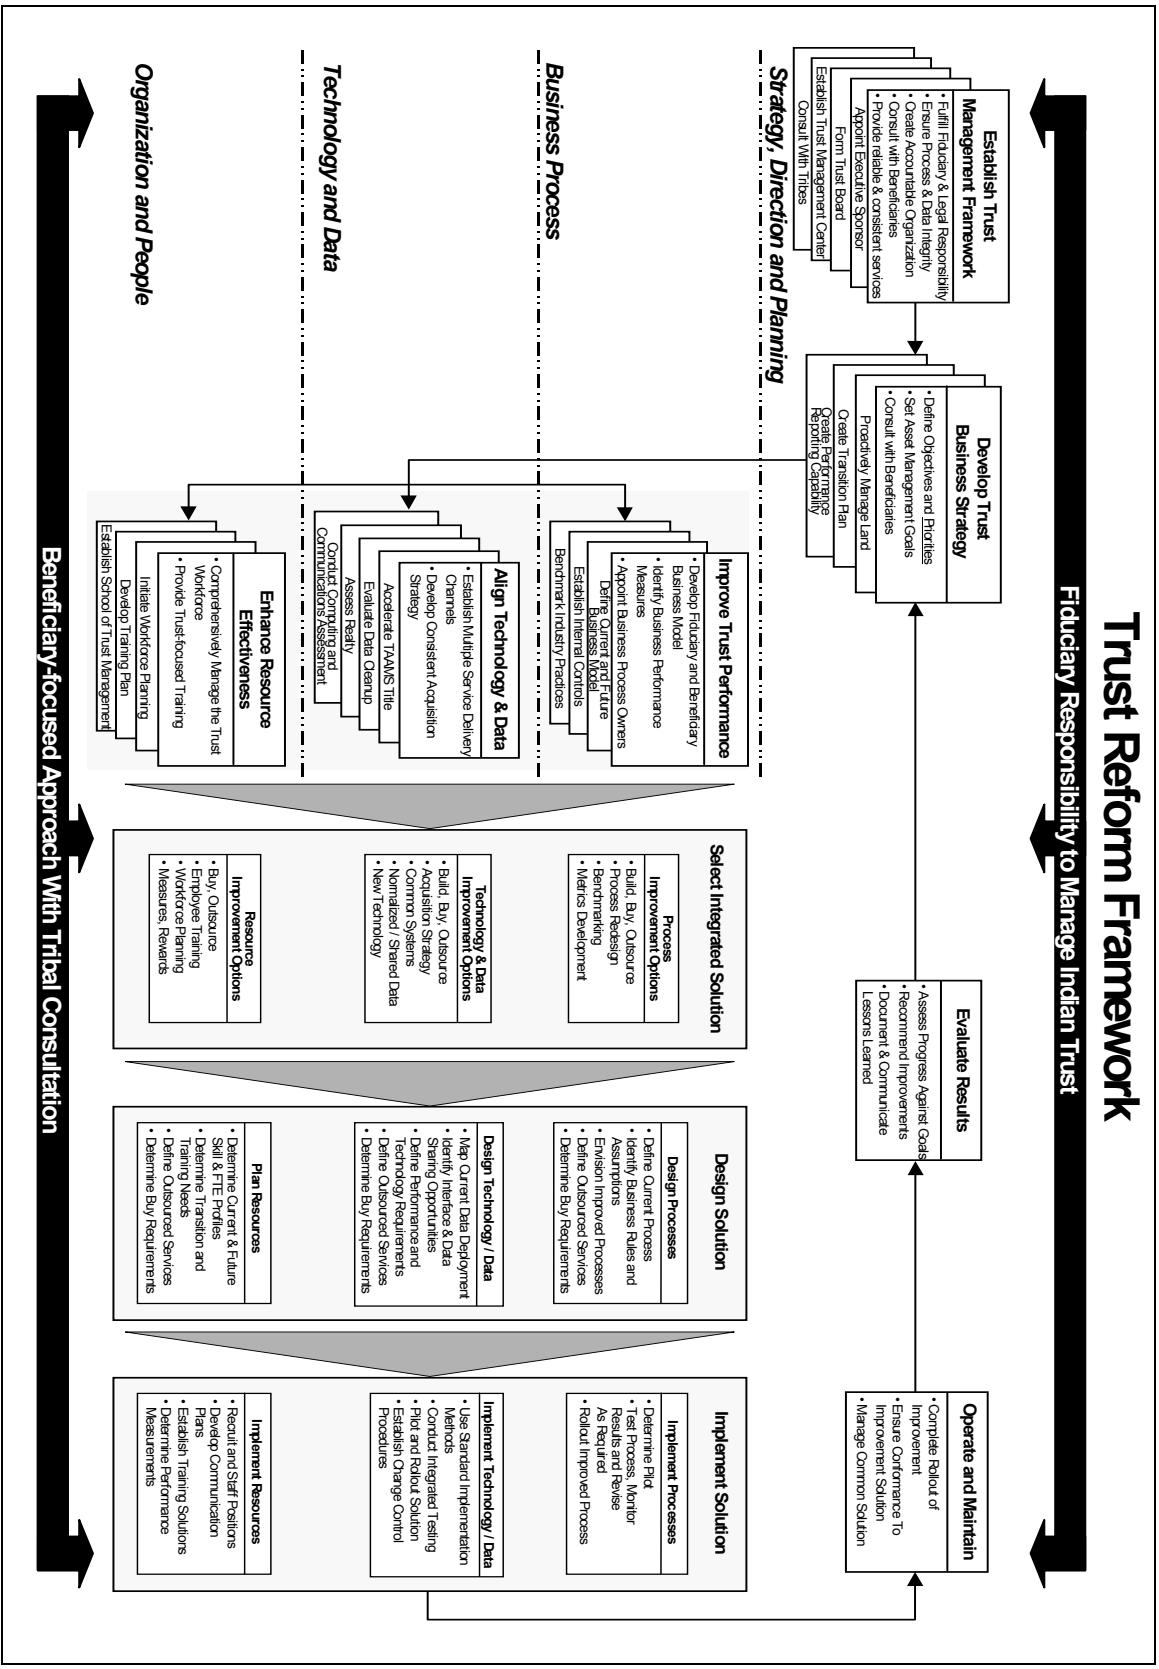 Trust Reform Framework
Fiduciary Responsibility to Manage Indian Trust
Establish Trust
Management Framework
• Fulfill Fiduciary & Legal Responsibility
• Ensure Process & Data Integrity
• Create Accountable Organization
• Consult with Beneficiaries
• Provide reliable & consistent services
Appoint Executive Sponsor
Form Trust Board
Establish Trust Management Center
Consult With Tribes
Develop Trust
Business Strategy
• Define Objectives and Priorities
• Set Asset Management Goals
• Consult with Beneficiaries
Proactively Manage Land
Create Transition Plan
Create Performance
Reporting Capability
Evaluate Results
• Assess Progress Against Goals
• Recommend Improvements
• Document & Communicate
Lessons Learned
Operate and Maintain
• Complete Rollout of
Improvement
• Ensure Conformance To
Improvement Solution
• Manage Common Solution
Strategy, Direction and Planning
Business Process
Improve Trust Performance
• Develop Fiduciary and Beneficiary
Business Model
• Identify Business Performance
Measures
• Appoint Business Process Owners
Define Current and Future
Business Model
Establish Internal Controls
Benchmark Industry Practices
Technology and Data
Align Technology & Data
• Establish Multiple Service Delivery
Channels
• Develop Consistent Acquisition
Strategy
Accelerate TAAMS Title
Evaluate Data Cleanup
Assess Realty
Conduct Computing and
Communications Assessment
Organization and People
Enhance Resource
Effectiveness
• Comprehensively Manage the Trust
Workforce
• Provide Trust-focused Training
Initiate Workforce Planning
Develop Training Plan
Establish School of Trust Management
Select Integrated Solution
Process
Improvement Options
• Build, Buy, Outsource
• Process Redesign
• Benchmarking
• Metrics Development
Technology & Data
Improvement Options
• Build, Buy, Outsource
• Acquisition Strategy
• Common Systems
• Normalized / Shared Data
• New Technology
Resource
Improvement Options
• Buy, Outsource
• Employee Training
• Workforce Planning
• Measures, Rewards
Design Solution
Design Processes
• Define Current Process
• Identify Business Rules and
Assumptions
• Envision Improved Processes
• Define Outsourced Services
• Determine Buy Requirements
Design Technology / Data
• Map Current Data Deployment
• Identify Interface & Data
Sharing Opportunities
• Define Performance and
Technology Requirements
• Define Outsourced Services
• Determine Buy Requirements
Plan Resources
• Determine Current & Future
Skill & FTE Profiles
• Determine Transition and
Training Needs
• Define Outsourced Services
• Determine Buy Requirements
Implement Solution
Implement Processes
• Determine Pilot
• Test Process, Monitor
Results and Revise
As Required
• Rollout Improved Process
Implement Technology / Data
• Use Standard Implementation
Methods
• Conduct Integrated Testing
• Pilot and Rollout Solution
• Establish Change Control
Procedures
Implement Resources
• Recruit and Staff Positions
• Develop Communication
Plans
• Establish Training Solutions
• Determine Performance
Measurements
Beneficiary-focused Approach With Tribal Consultation